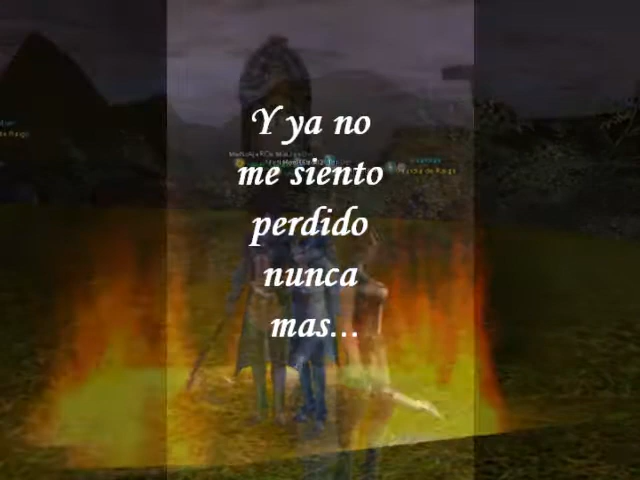 Y ya no
me siento
perdido
nunca
mas...